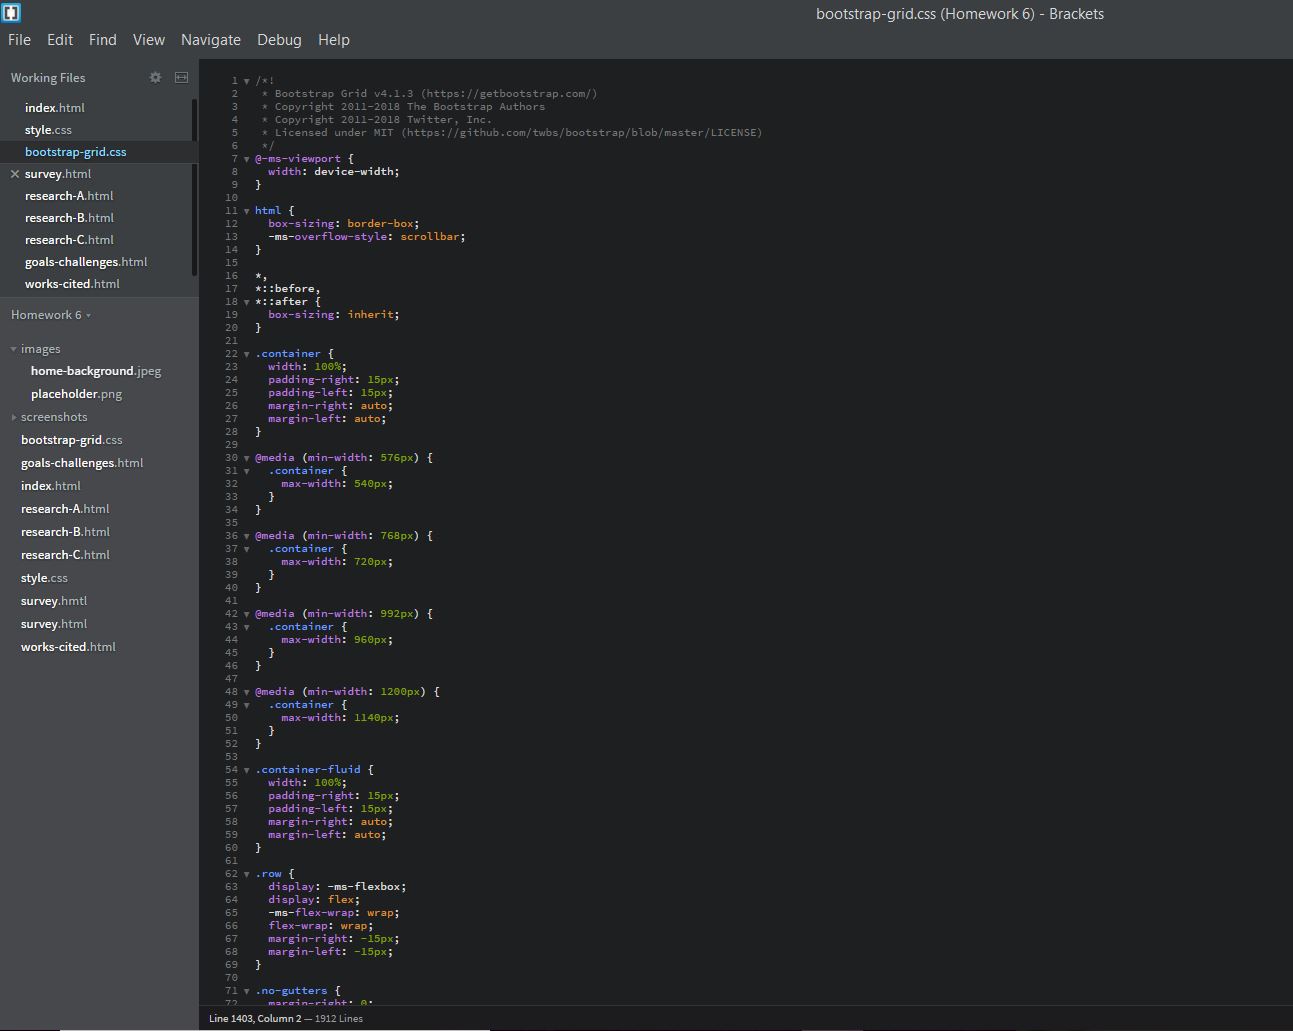 bootstrap-grid.css (Homework 6) - Brackets
File Edit Find View Navigate Debug Help
Working Files
index.html
style.css
bootstrap-grid.css
survey.html
research-A.html
research-B.html
research-C.html
goals-challenges.html
works-cited.html
Homework 6
images
home-background.jpeg
placeholder.png
screenshots
bootstrap-grid.css
goals-challenges.html
index.html
research-A.html
research-B.html
research-C.html
style.css
survey.hmtl
survey.html
works-cited.html
1 /*!
2 * Bootstrap Grid v4.1.3 (https://getbootstrap.com/)
3 * Copyright 2011-2018 The Bootstrap Authors
4 * Copyright 2011-2018 Twitter, Inc.
5 * Licensed under MIT (https://github.com/twbs/bootstrap/blob/master/LICENSE)
6 */
7 @-ms-viewport {
8 width: device-width;
9 }
10
11 html {
12 box-sizing: border-box;
13 -ms-overflow-style: scrollbar;
14 }
15
16 *,
17 *::before,
18 *::after {
19 box-sizing: inherit;
20 }
21
22 .container {
23 width: 100%;
24 padding-right: 15px;
25 padding-left: 15px;
26 margin-right: auto;
27 margin-left: auto;
28 }
29
30 @media (min-width: 576px) {
31 .container {
32 max-width: 540px;
33 }
34 }
35
36 @media (min-width: 768px) {
37 .container {
38 max-width: 720px;
39 }
40 }
41
42 @media (min-width: 992px) {
43 .container {
44 max-width: 960px;
45 }
46 }
47
48 @media (min-width: 1200px) {
49 .container {
50 max-width: 1140px;
51 }
52 }
53
54 .container-fluid {
55 width: 100%;
56 padding-right: 15px;
57 padding-left: 15px;
58 margin-right: auto;
59 margin-left: auto;
60 }
61
62 .row {
63 display: -ms-flexbox;
64 display: flex;
65 -ms-flex-wrap: wrap;
66 flex-wrap: wrap;
67 margin-right: -15px;
68 margin-left: -15px;
69 }
70
71 .no-gutters {
72 margin-right: 0;
Line 1403, Column 2 — 1912 Lines